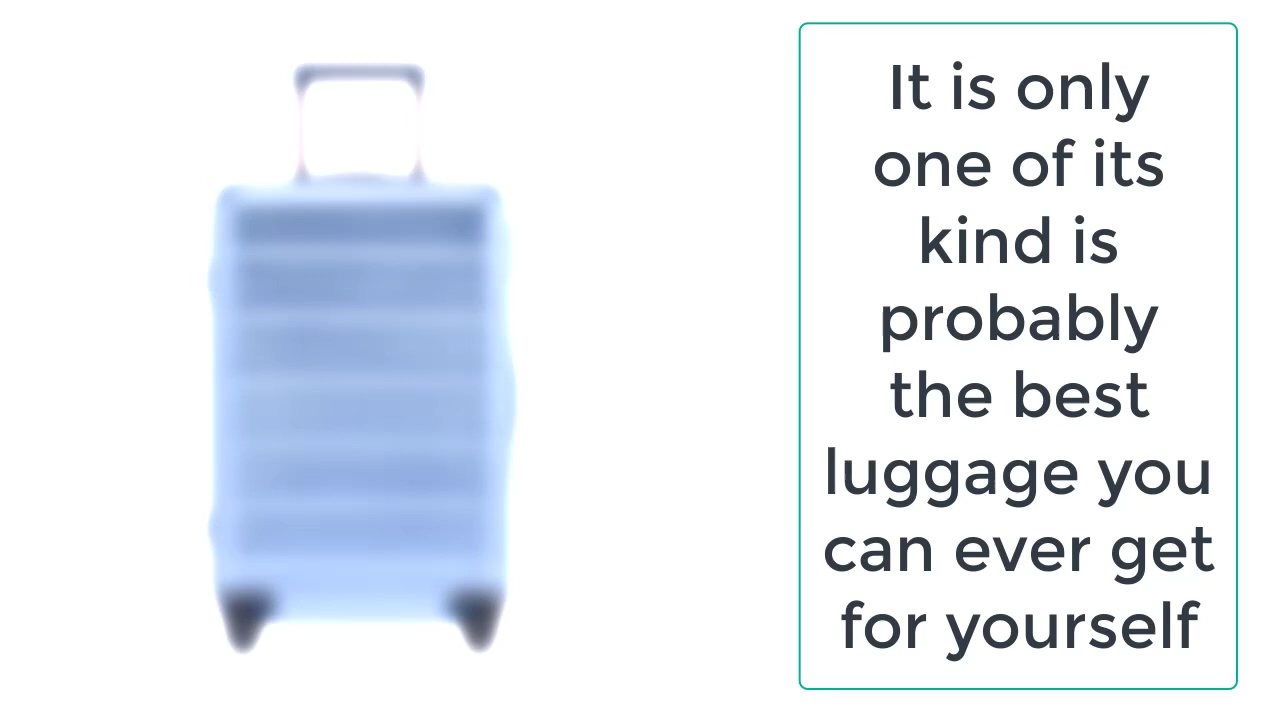 It is only
one of its
kind is
probably
the best
luggage you
can ever get
for yourself